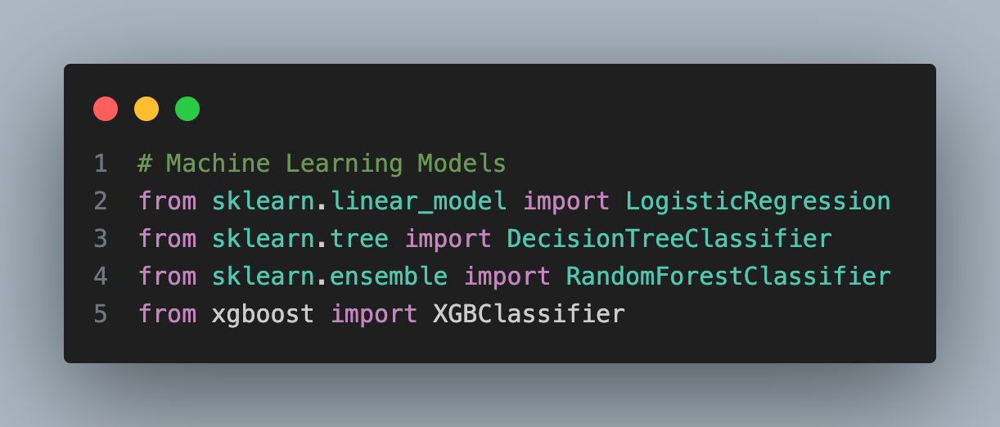 1 # Machine Learning Models
2 from sklearn.linear_model import LogisticRegression
3 from sklearn.tree import DecisionTreeClassifier
4 from sklearn.ensemble import RandomForestClassifier
5 from xgboost import XGBClassifier